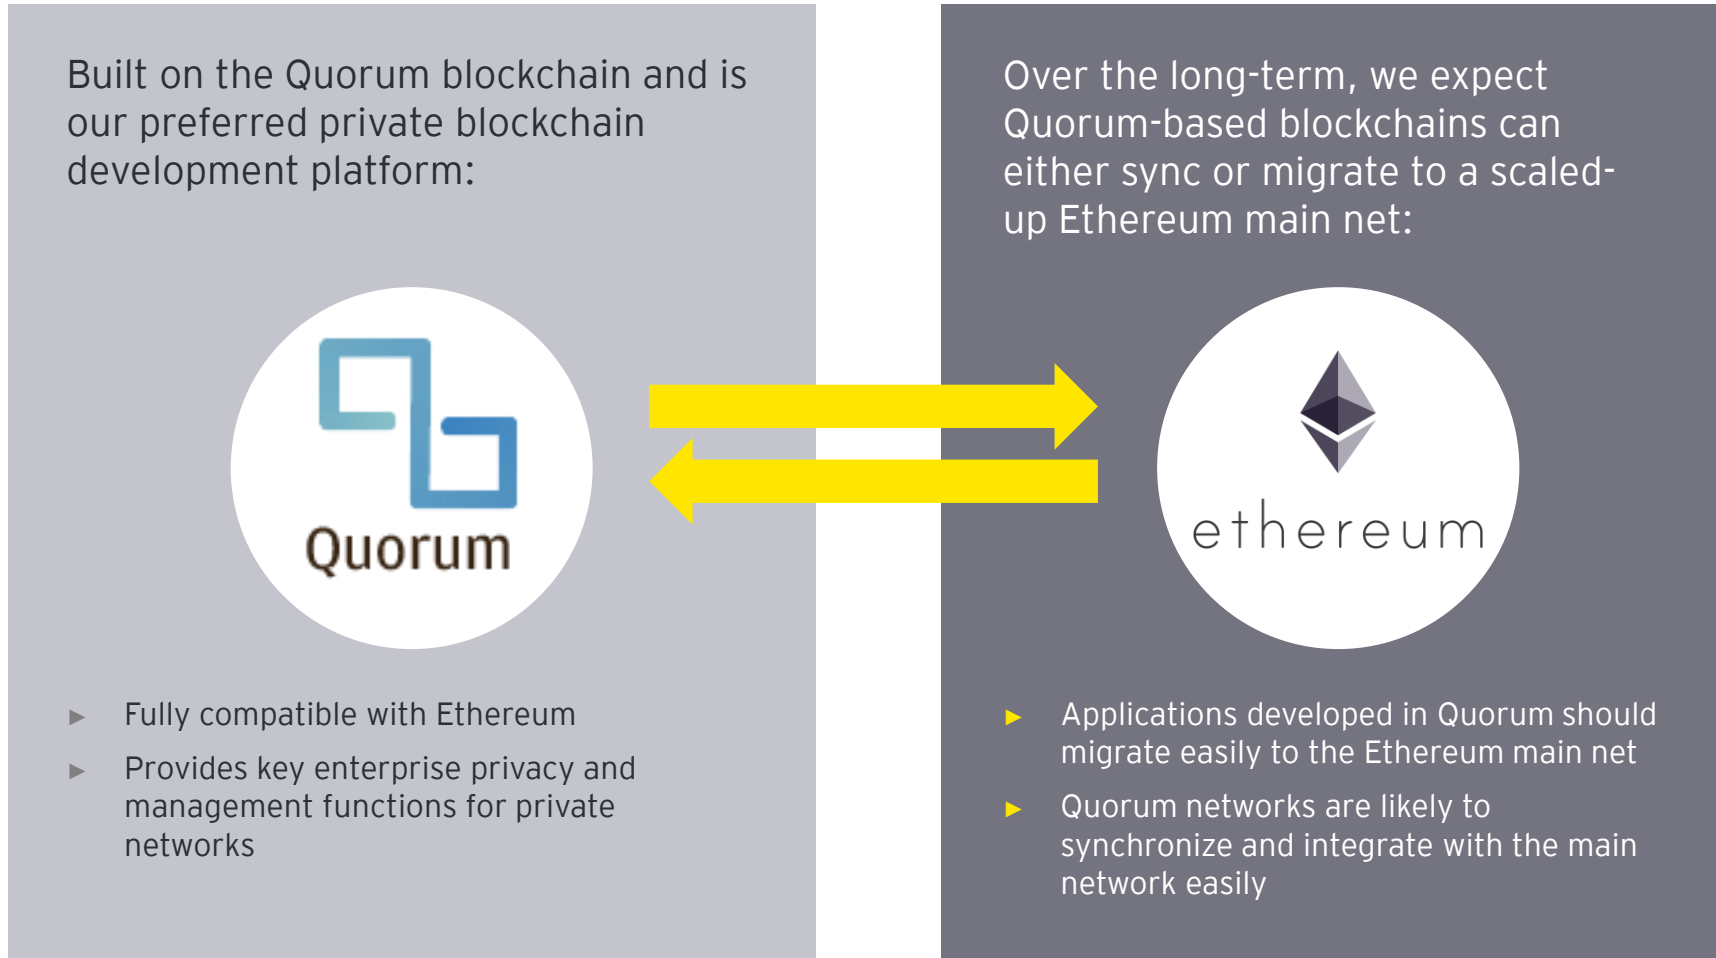 Built on the Quorum blockchain and is
our preferred private blockchain
development platform:
Quorum
► Fully compatible with Ethereum
► Provides key enterprise privacy and
management functions for private
networks
Over the long-term, we expect
Quorum-based blockchains can
either sync or migrate to a scaled-
up Ethereum main net:
ethereum
► Applications developed in Quorum should
migrate easily to the Ethereum main net
► Quorum networks are likely to
synchronize and integrate with the main
network easily